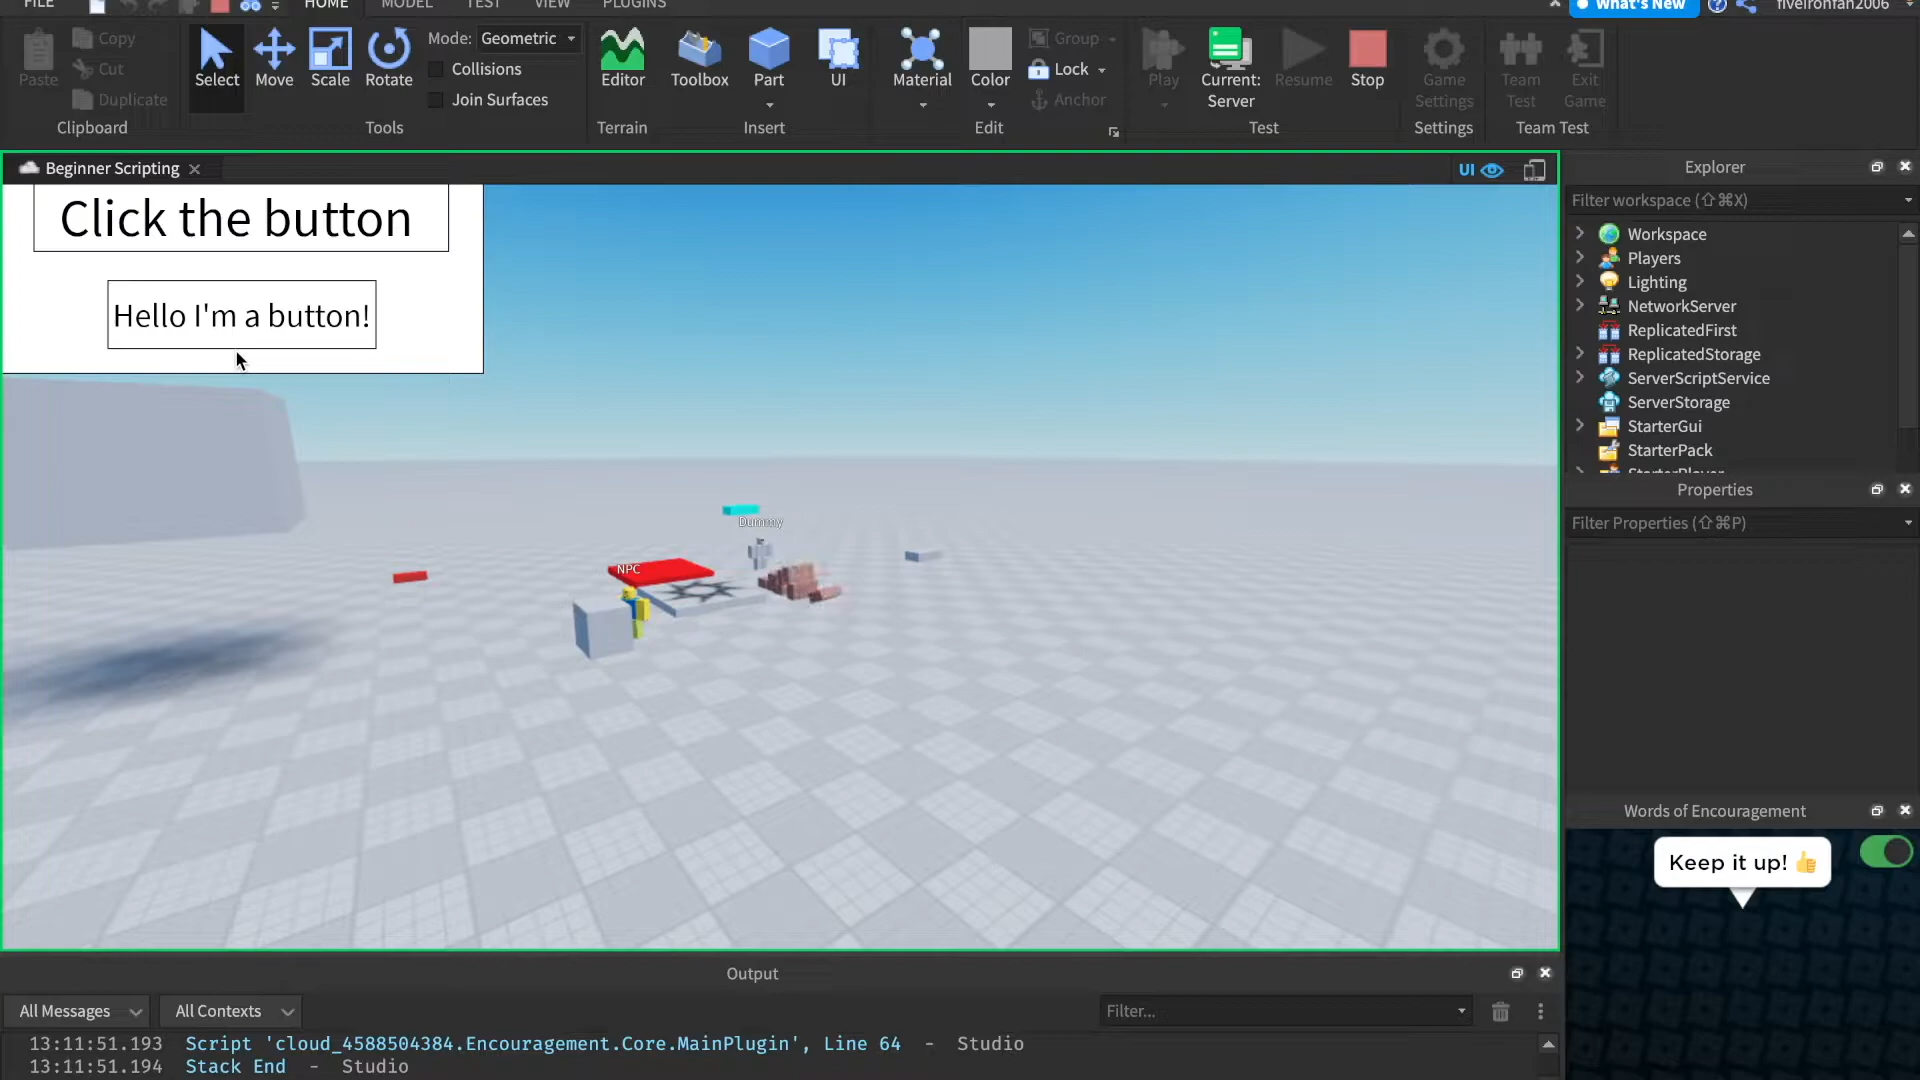 FILE
HOME
MODEL
TEST
VIEW
PLUGINS
What's New
fiveironfan2006
Paste
Copy
Cut
Duplicate
Clipboard
Select
Move
Scale
Rotate
Mode: Geometric
Collisions
Join Surfaces
Tools
Editor
Terrain
Toolbox
Part
UI
Insert
Material
Color
Group
Lock
Anchor
Edit
Play
Current:
Server
Resume
Stop
Test
Game
Settings
Settings
Team
Test
Exit
Game
Team Test
Beginner Scripting
UI
Click the button
Hello I'm a button!
Dummy
NPC
Explorer
Filter workspace (⇧⌘X)
Workspace
Players
Lighting
NetworkServer
ReplicatedFirst
ReplicatedStorage
ServerScriptService
ServerStorage
StarterGui
StarterPack
StarterPlayer
Properties
Filter Properties (⇧⌘P)
Words of Encouragement
Keep it up! 👍
Output
All Messages
All Contexts
Filter...
13:11:51.193 Script 'cloud_4588504384.Encouragement.Core.MainPlugin', Line 64 - Studio
13:11:51.194 Stack End - Studio